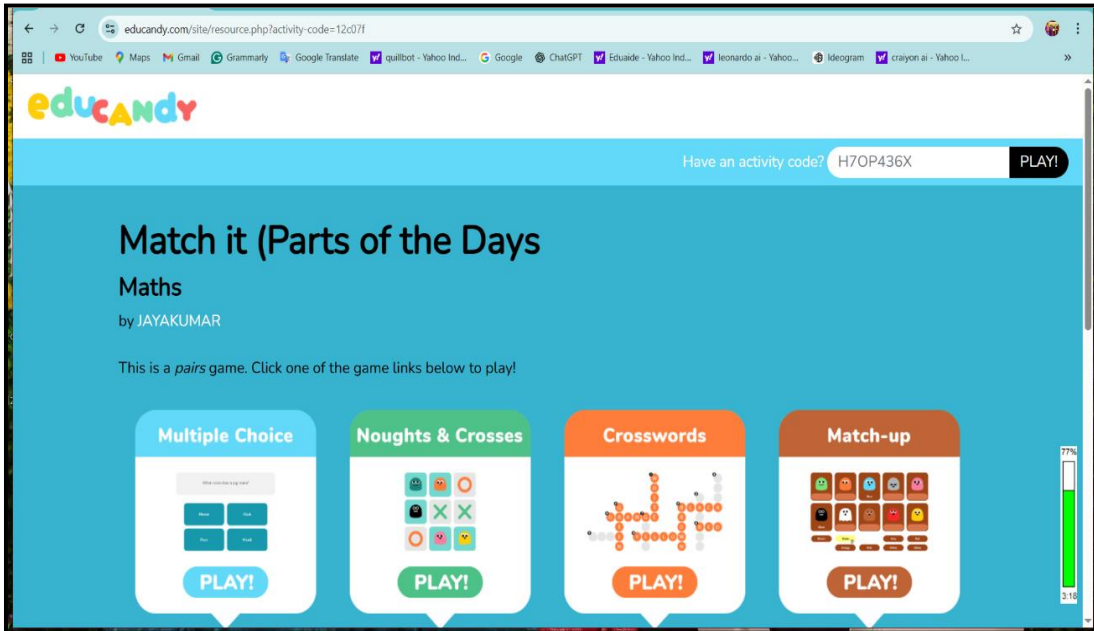 educandy.com/site/resource.php?activity-code=12c07f
YouTube Maps Gmail Grammarly Google Translate quillbot - Yahoo Ind... Google ChatGPT Eduaide - Yahoo Ind... leonardo ai - Yahoo... Ideogram craiyon ai - Yahoo I... »
eduCANdY
Have an activity code? H7OP436X PLAY!
Match it (Parts of the Days
Maths
by JAYAKUMAR
This is a pairs game. Click one of the game links below to play!
Multiple Choice Noughts & Crosses Crosswords Match-up
77%
PLAY! PLAY! PLAY! PLAY!
3:18